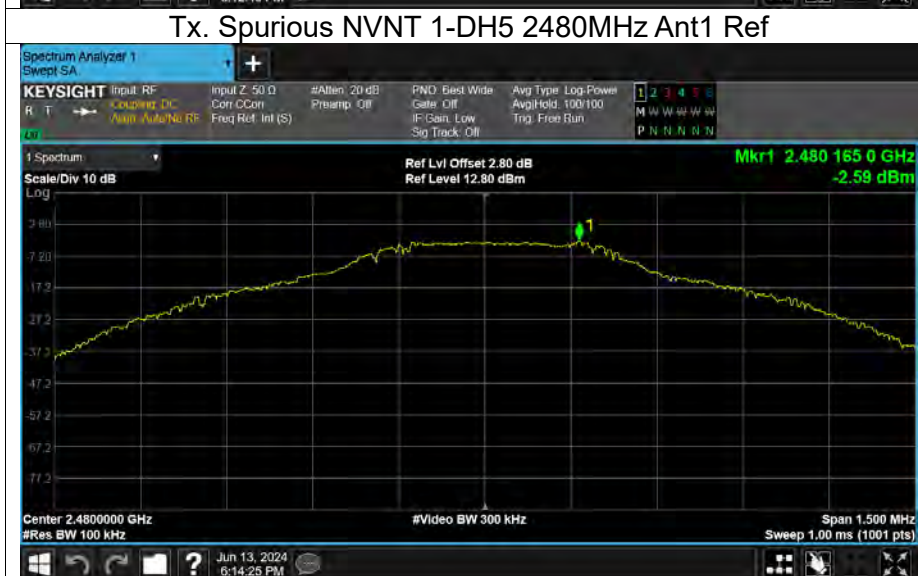 Tx. Spurious NVNT 1-DH5 2480MHz Ant1 Ref
Spectrum Analyzer 1
Swept SA
+
KEYSIGHT Input: RF
R T Coupling: DC
Align: Auto/No RF
Input Z: 50 Ω
Corr CCorr
Freq Ref: Int (S)
#Atten: 20 dB
Preamp: Off
PNO: Best Wide
Gate: Off
IF Gain: Low
Sig Track: Off
Avg Type: Log-Power
Avg|Hold: 100/100
Trig: Free Run
1 2 3 4 5 6
M W W W W W
P N N N N N
1 Spectrum
Scale/Div 10 dB
Log
Ref Lvl Offset 2.80 dB
Ref Level 12.80 dBm
Mkr1 2.480 165 0 GHz
-2.59 dBm
1
2.80
-7.20
-17.2
-27.2
-37.2
-47.2
-57.2
-67.2
-77.2
Center 2.4800000 GHz
#Res BW 100 kHz
#Video BW 300 kHz
Span 1.500 MHz
Sweep 1.00 ms (1001 pts)
?
Jun 13, 2024
6:14:25 PM